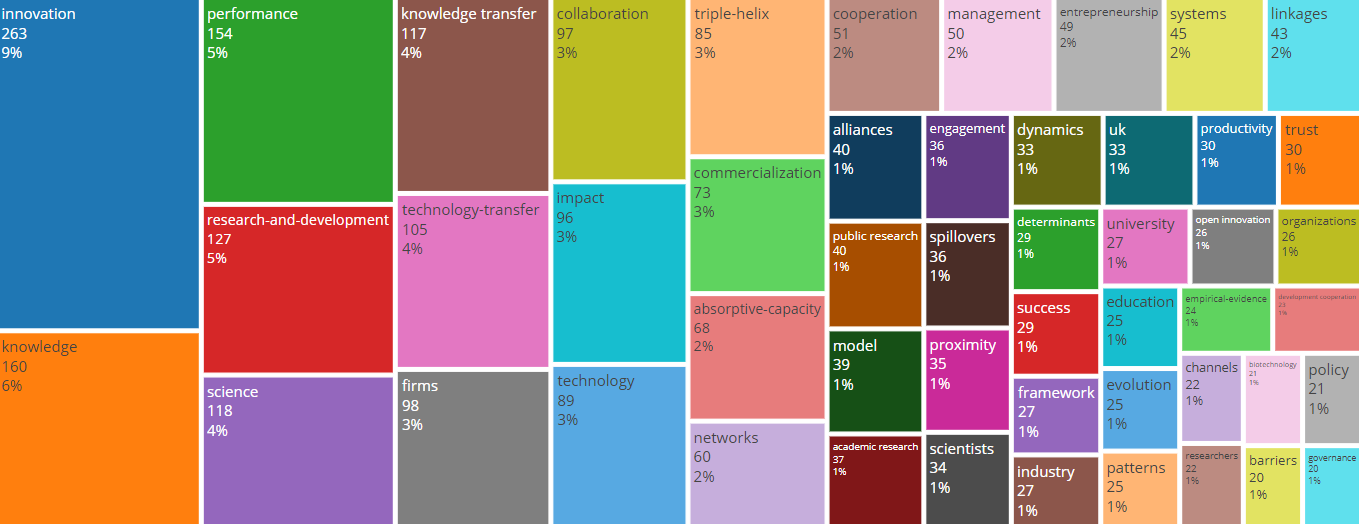 innovation
263
9%
knowledge
160
6%
performance
154
5%
research-and-development
127
5%
science
118
4%
knowledge transfer
117
4%
technology-transfer
105
4%
firms
98
3%
collaboration
97
3%
impact
96
3%
technology
89
3%
triple-helix
85
3%
commercialization
73
3%
absorptive-capacity
68
2%
networks
60
2%
cooperation
51
2%
management
50
2%
entrepreneurship
49
2%
systems
45
2%
linkages
43
2%
alliances
40
1%
public research
40
1%
model
39
1%
academic research
37
1%
engagement
36
1%
spillovers
36
1%
proximity
35
1%
scientists
34
1%
dynamics
33
1%
uk
33
1%
productivity
30
1%
trust
30
1%
determinants
29
1%
success
29
1%
framework
27
1%
industry
27
1%
university
27
1%
open innovation
26
1%
organizations
26
1%
education
25
1%
evolution
25
1%
patterns
25
1%
empirical-evidence
24
1%
development cooperation
23
1%
channels
22
1%
researchers
22
1%
biotechnology
21
1%
policy
21
1%
barriers
20
1%
governance
20
1%